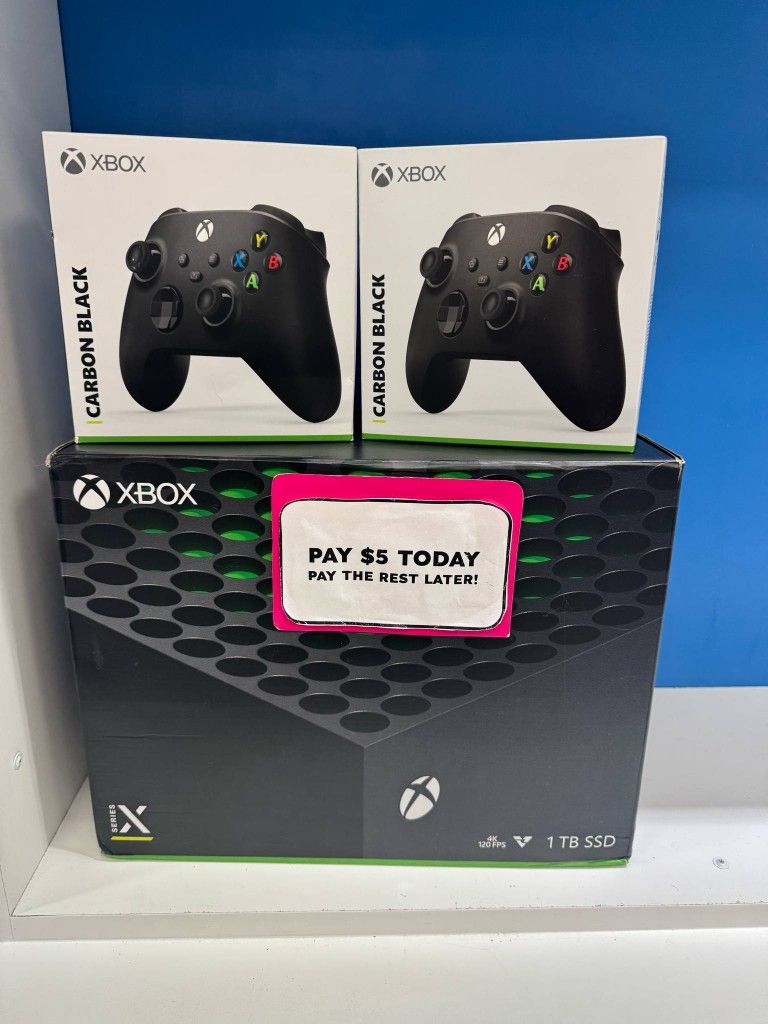 XBOX
CARBON BLACK
Y
X
B
A
XBOX
CARBON BLACK
Y
X
B
A
XBOX
PAY $5 TODAY
PAY THE REST LATER!
SERIES
X
4K
120 FPS
1 TB SSD